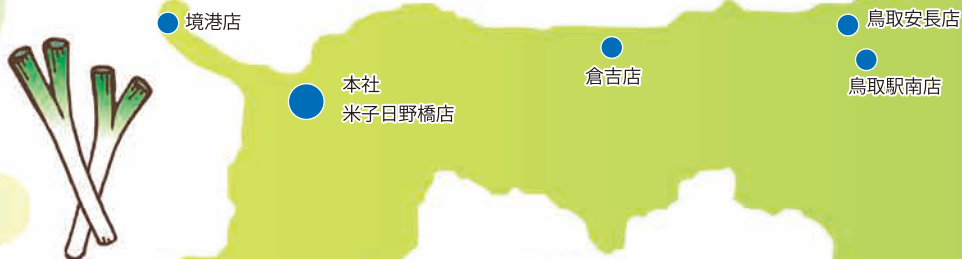 境港店
本社
米子日野橋店
倉吉店
鳥取安長店
鳥取駅南店